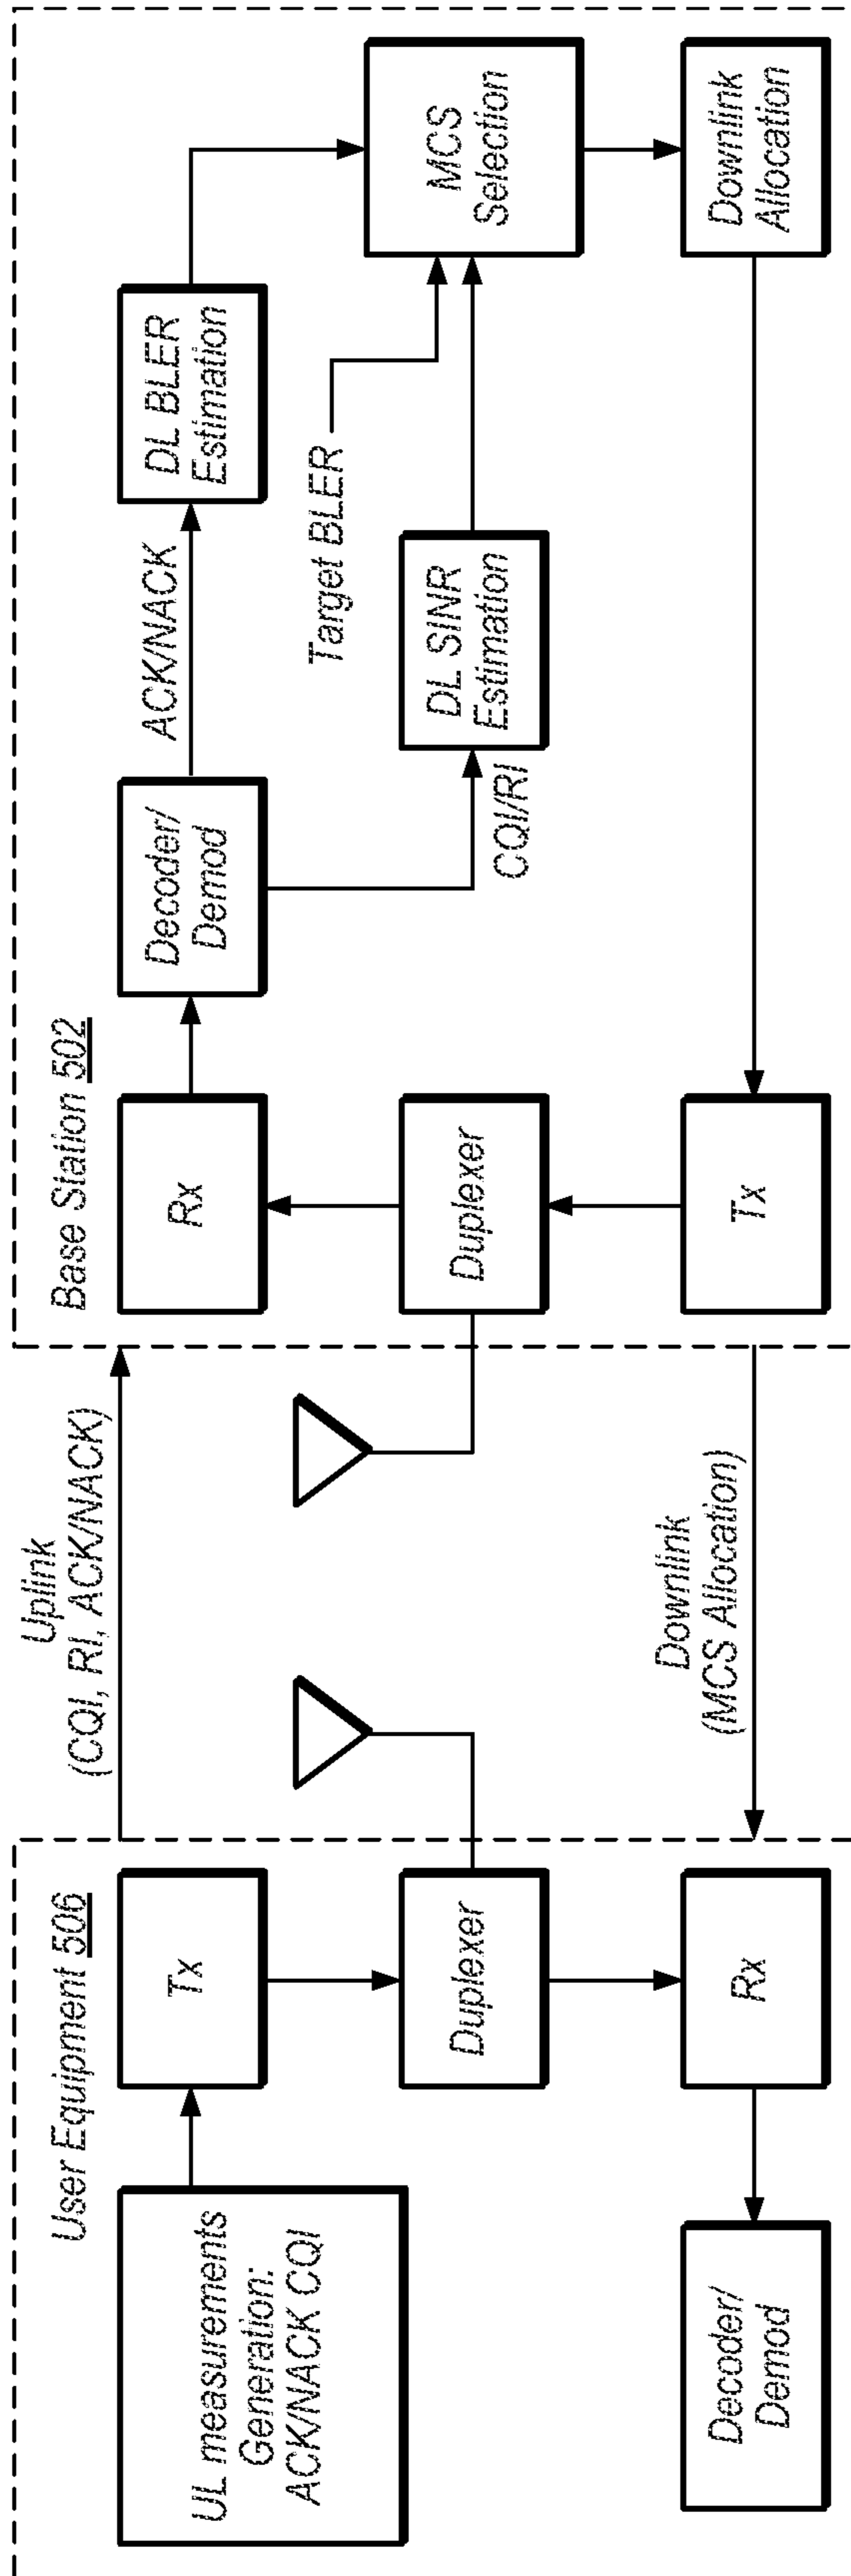 User Equipment 506
UL measurements
Generation:
ACK/NACK CQI
Tx
Duplexer
Rx
Decoder/
Demod
Uplink
(CQI, RI, ACK/NACK)
Downlink
(MCS Allocation)
Base Station 502
Rx
Duplexer
Tx
Decoder/
Demod
ACK/NACK
CQI/RI
DL BLER
Estimation
Target BLER
DL SINR
Estimation
MCS
Selection
Downlink
Allocation